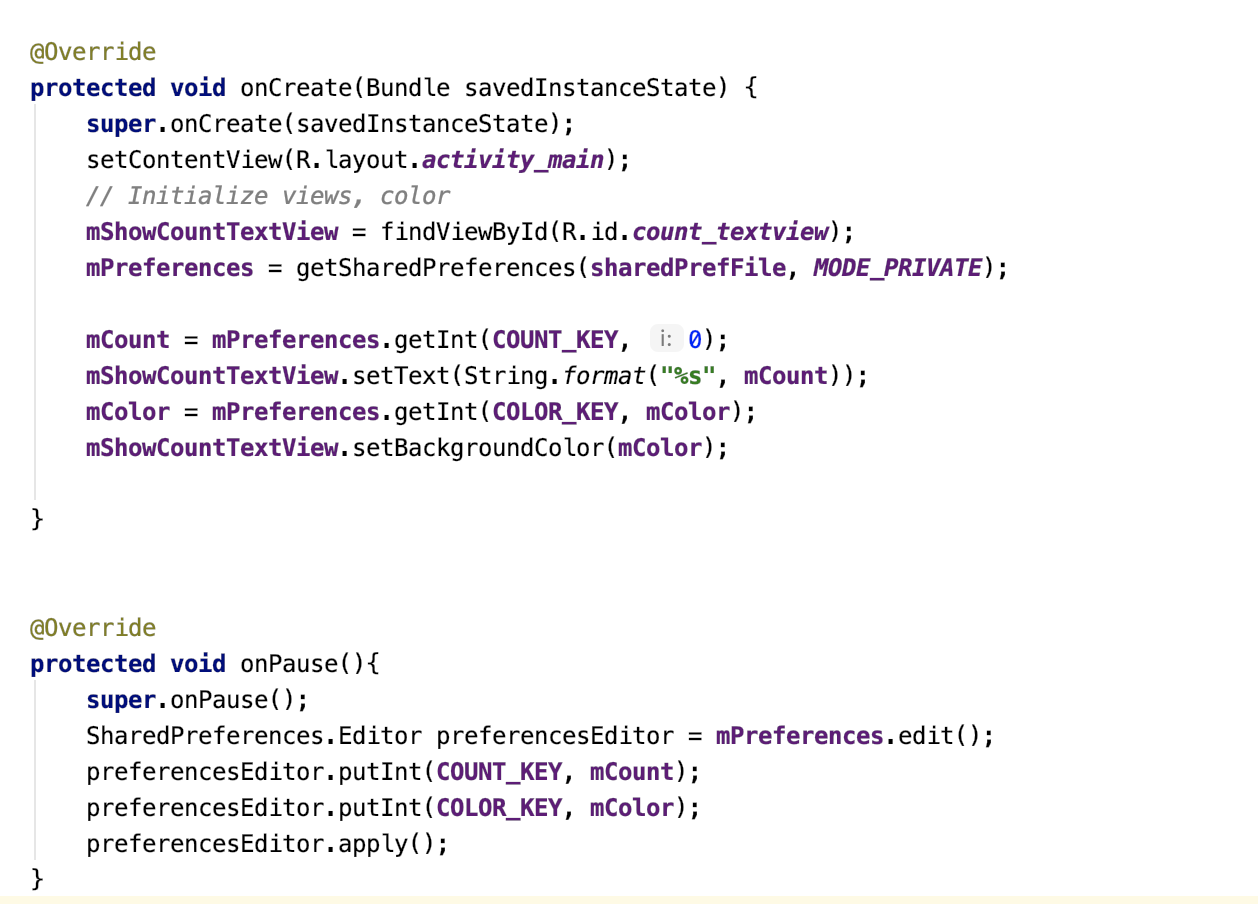 @Override
protected void onCreate(Bundle savedInstanceState) {
    super.onCreate(savedInstanceState);
    setContentView(R.layout.activity_main);
    // Initialize views, color
    mShowCountTextView = findViewById(R.id.count_textview);
    mPreferences = getSharedPreferences(sharedPrefFile, MODE_PRIVATE);

    mCount = mPreferences.getInt(COUNT_KEY, i: 0);
    mShowCountTextView.setText(String.format("%s", mCount));
    mColor = mPreferences.getInt(COLOR_KEY, mColor);
    mShowCountTextView.setBackgroundColor(mColor);

}

@Override
protected void onPause(){
    super.onPause();
    SharedPreferences.Editor preferencesEditor = mPreferences.edit();
    preferencesEditor.putInt(COUNT_KEY, mCount);
    preferencesEditor.putInt(COLOR_KEY, mColor);
    preferencesEditor.apply();
}